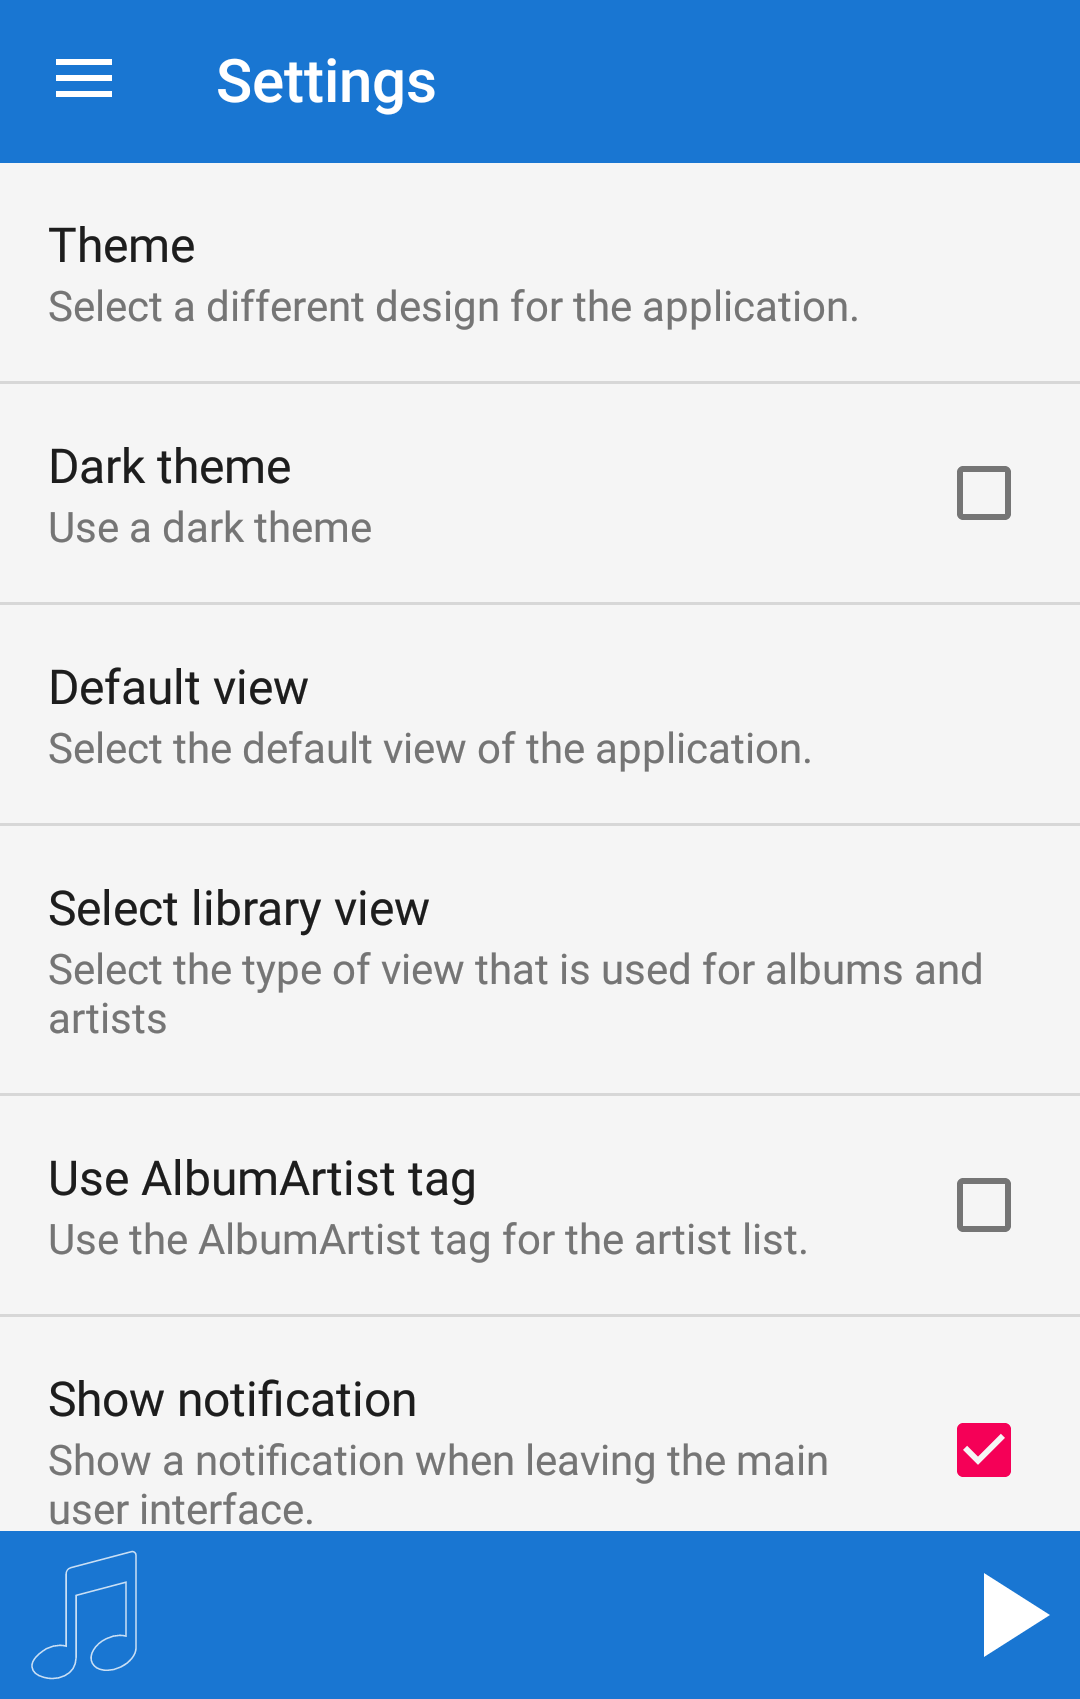 Settings
Theme
Select a different design for the application.
Dark theme
Use a dark theme
Default view
Select the default view of the application.
Select library view
Select the type of view that is used for albums and
artists
Use AlbumArtist tag
Use the AlbumArtist tag for the artist list.
Show notification
Show a notification when leaving the main
user interface.